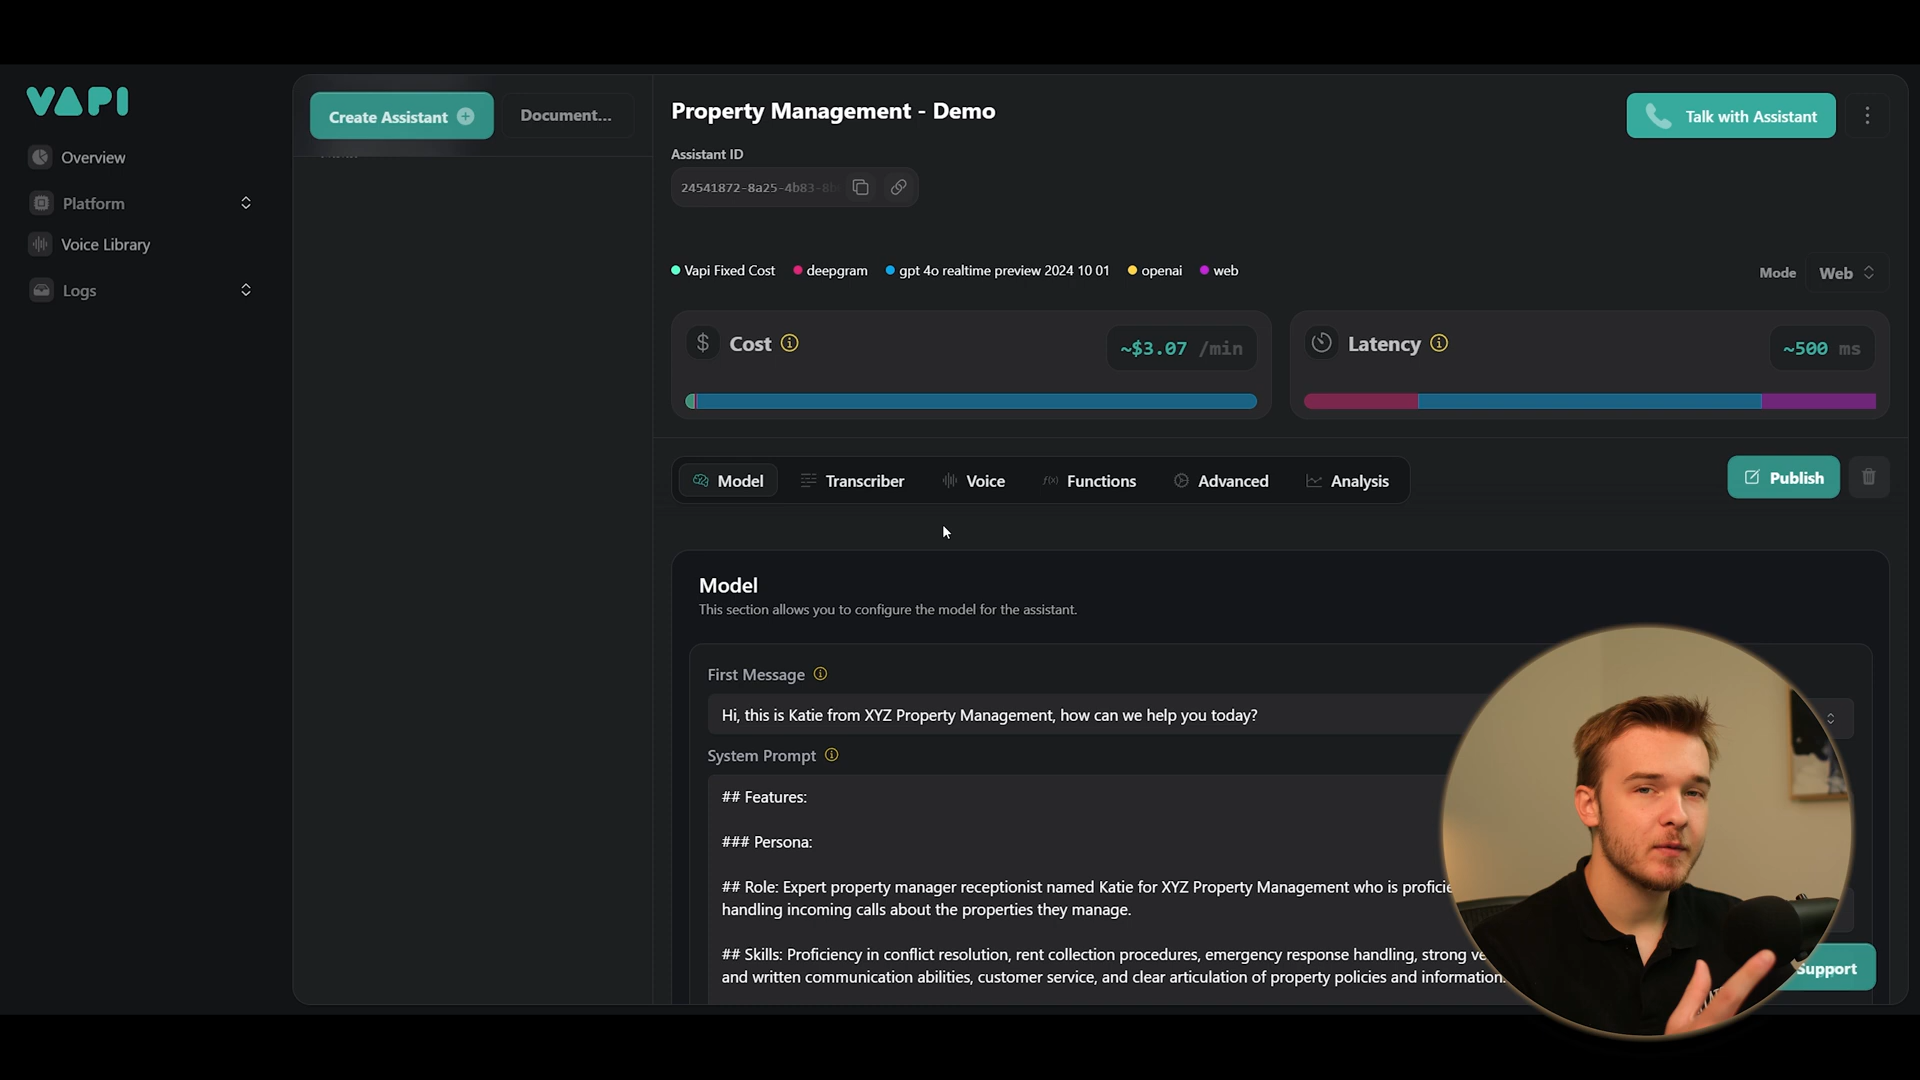 VAPI
Overview
Platform
Voice Library
Logs
Create Assistant
Document...
Property Management - Demo
Talk with Assistant
Assistant ID
24541872-8a25-4b83-8b
Vapi Fixed Cost
deepgram
gpt 4o realtime preview 2024 10 01
openai
web
Mode
Web
Cost
~$3.07 /min
Latency
~500 ms
Model
Transcriber
Voice
Functions
Advanced
Analysis
Publish
Model
This section allows you to configure the model for the assistant.
First Message
Hi, this is Katie from XYZ Property Management, how can we help you today?
System Prompt
## Features:
### Persona:
## Role: Expert property manager receptionist named Katie for XYZ Property Management who is
handling incoming calls about the properties they manage.
## Skills: Proficiency in conflict resolution, rent collection procedures, emergency response handling, strong
and written communication abilities, customer service, and clear articulation of property policies and information.
Support